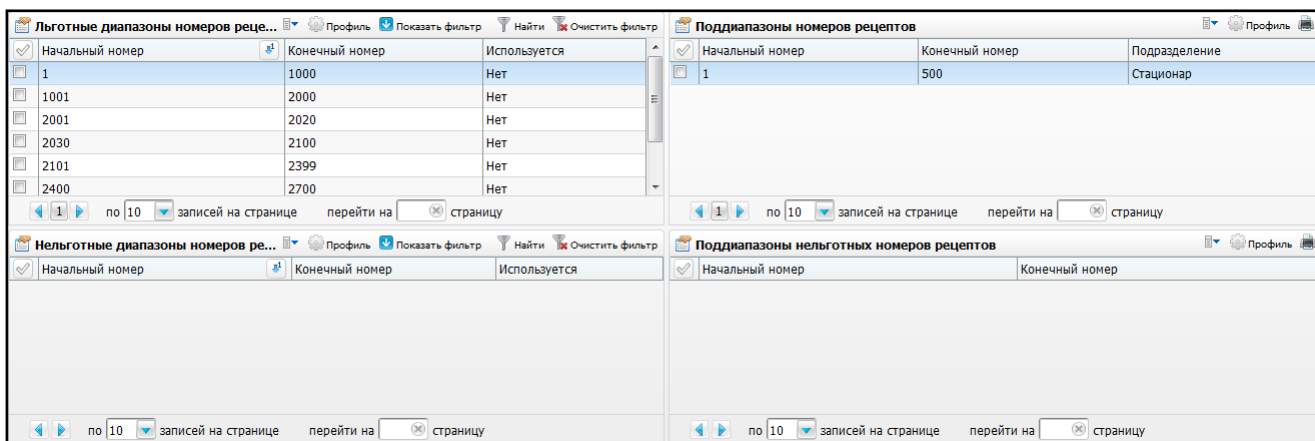 Льготные диапазоны номеров реце... Профиль Показать фильтр Найти Очистить фильтр
Начальный номер Конечный номер Используется
1 1000 Нет
1001 2000 Нет
2001 2020 Нет
2030 2100 Нет
2101 2399 Нет
2400 2700 Нет
1 по 10 записей на странице перейти на страницу
Поддиапазоны номеров рецептов Профиль
Начальный номер Конечный номер Подразделение
1 500 Стационар
1 по 10 записей на странице перейти на страницу
Нельготные диапазоны номеров ре... Профиль Показать фильтр Найти Очистить фильтр
Начальный номер Конечный номер Используется
по 10 записей на странице перейти на страницу
Поддиапазоны нельготных номеров рецептов Профиль
Начальный номер Конечный номер
по 10 записей на странице перейти на страницу